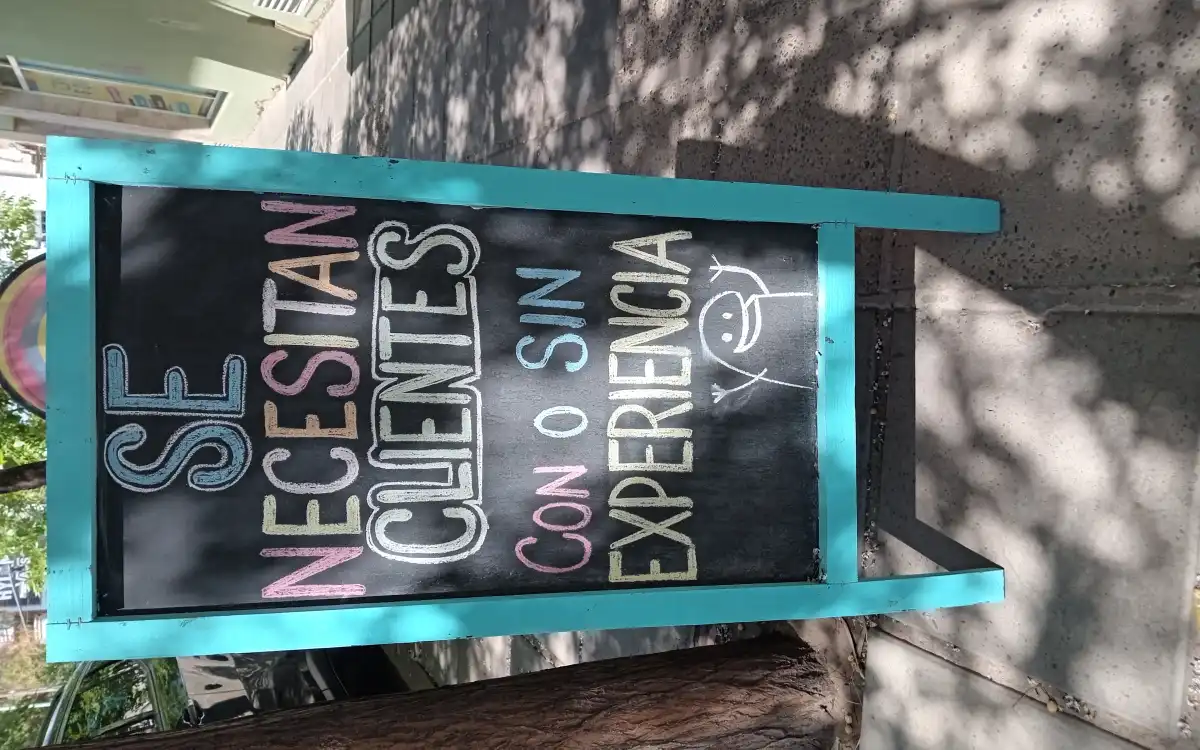 SE
NECESITAN
CLIENTES
CON O SIN
EXPERIENCIA